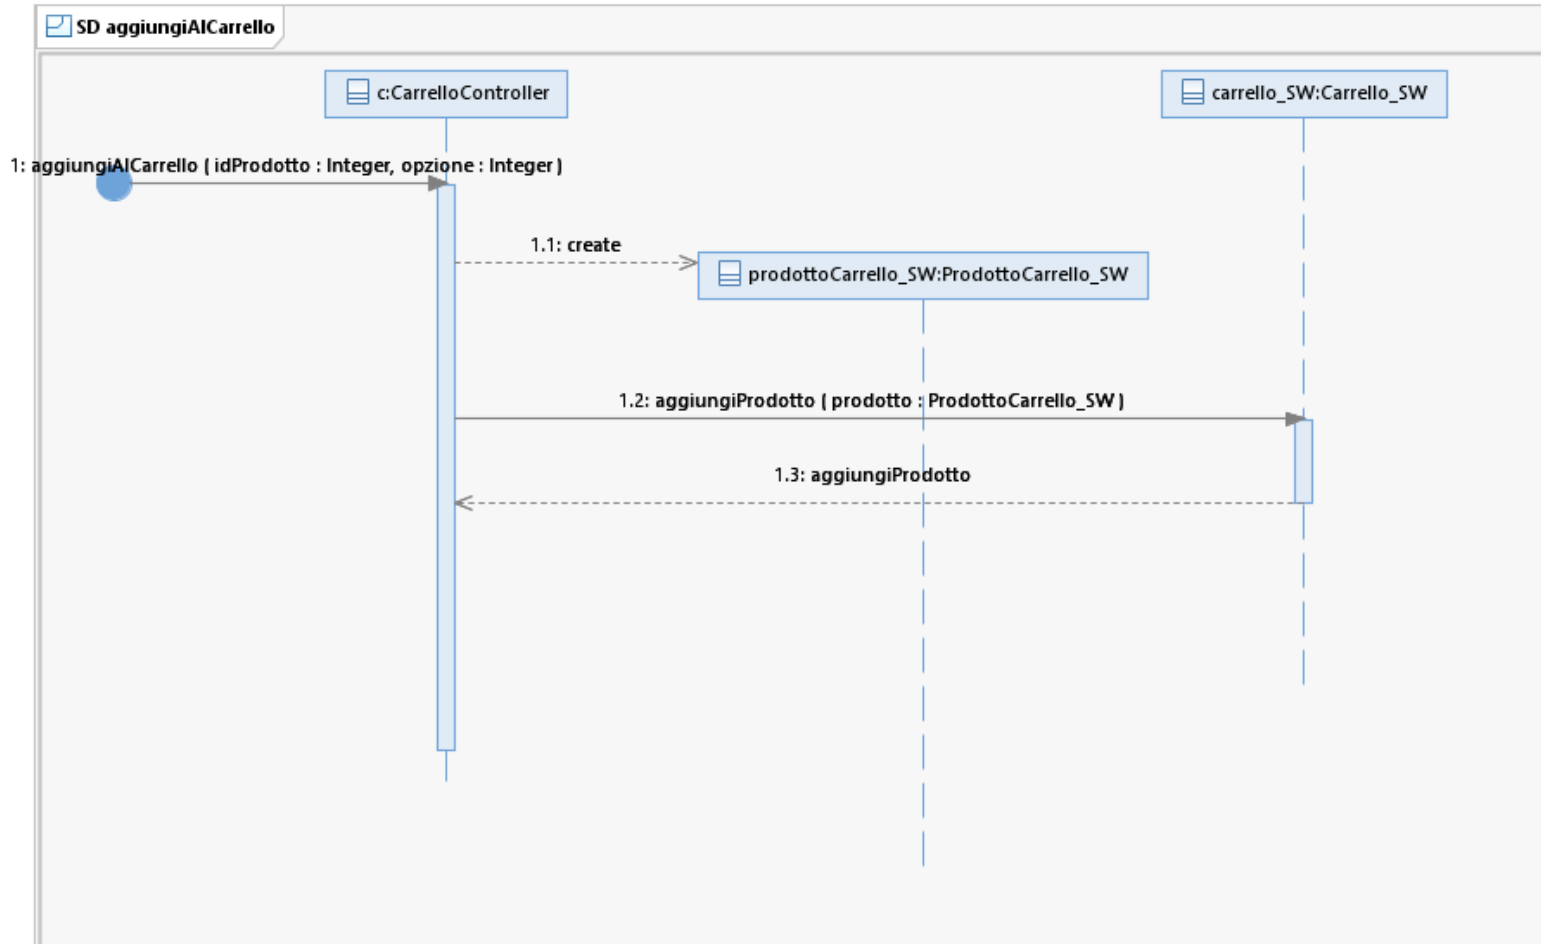 SD aggiungiAlCarrello
c:CarrelloController
carrello_SW:Carrello_SW
1: aggiungiAlCarrello ( idProdotto : Integer, opzione : Integer )
1.1: create
prodottoCarrello_SW:ProdottoCarrello_SW
1.2: aggiungiProdotto ( prodotto : ProdottoCarrello_SW )
1.3: aggiungiProdotto